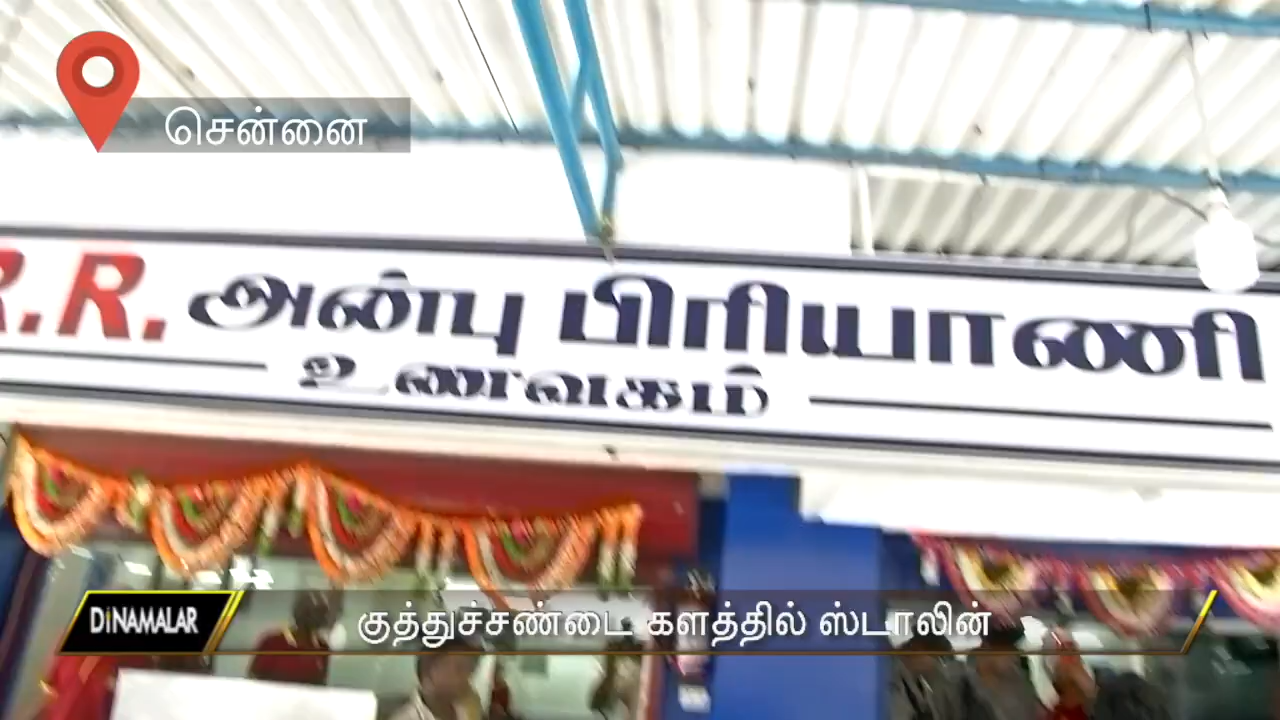 சென்னை
R.R. அன்பு பிரியாணி
உணவகம்
DINAMALAR
குத்துச்சண்டை களத்தில் ஸ்டாலின்